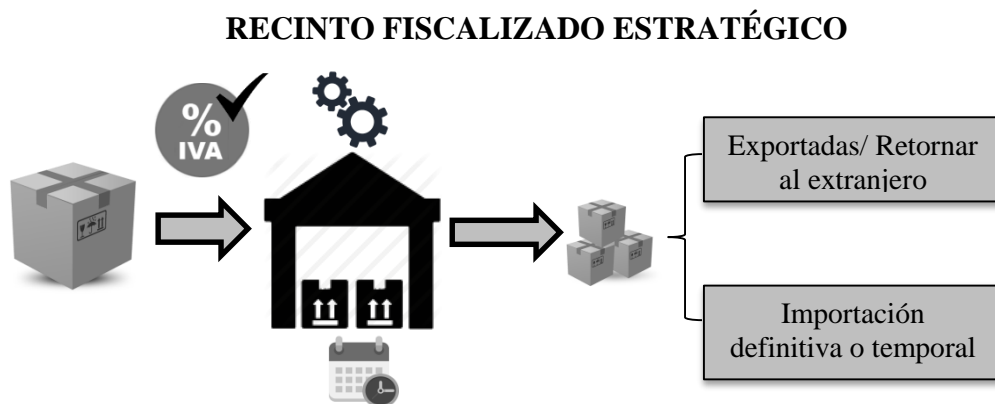 RECINTO FISCALIZADO ESTRATÉGICO
%
IVA
Exportadas/ Retornar
al extranjero
Importación
definitiva o temporal